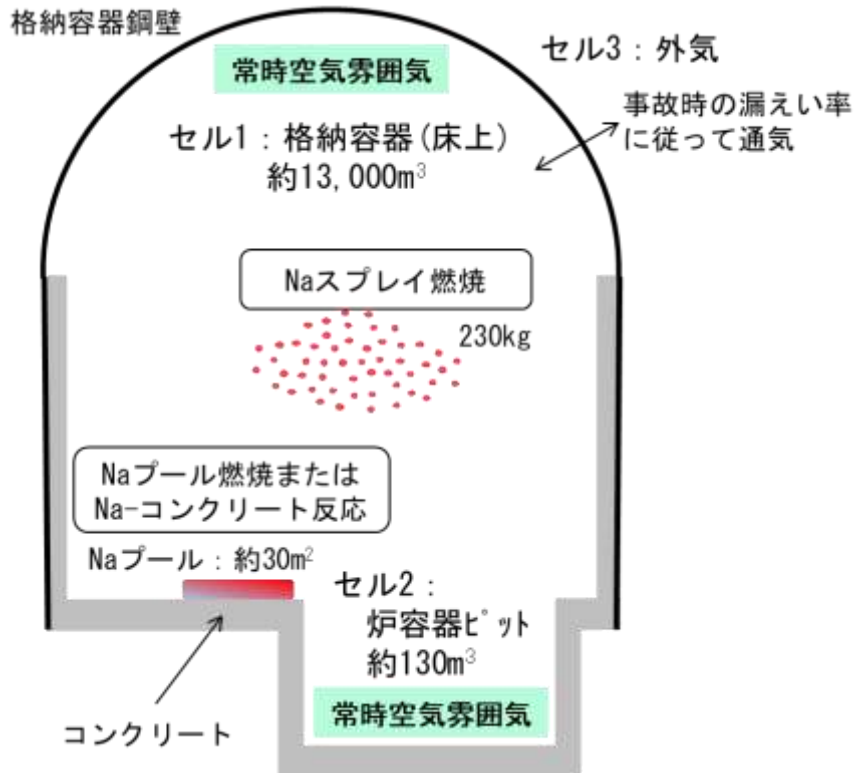 格納容器鋼壁
常時空気雰囲気
セル3：外気
事故時の漏えい率
に従って通気
セル1：格納容器(床上)
約13,000m³
Naスプレイ燃焼
230kg
Naプール燃焼または
Na-コンクリート反応
Naプール：約30m²
セル2：
炉容器ピット
約130m³
常時空気雰囲気
コンクリート